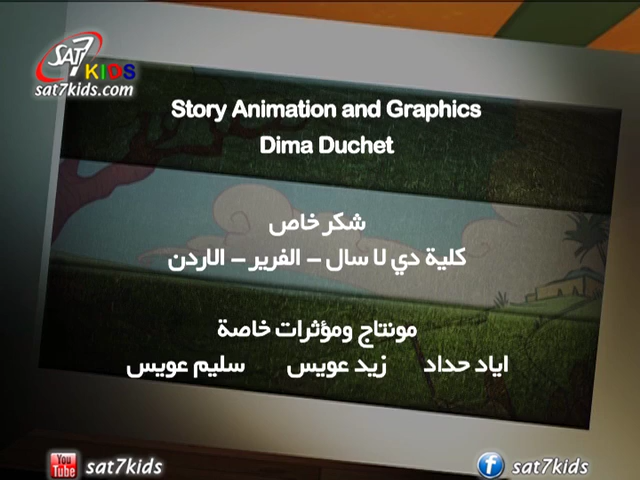 SAT7
KIDS
sat7kids.com
Story Animation and Graphics
Dima Duchet
شكر خاص
كلية دي لا سال – الفرير – الاردن
مونتاج ومؤثرات خاصة
اياد حداد زيد عويس سليم عويس
You
Tube
sat7kids
f
sat7kids